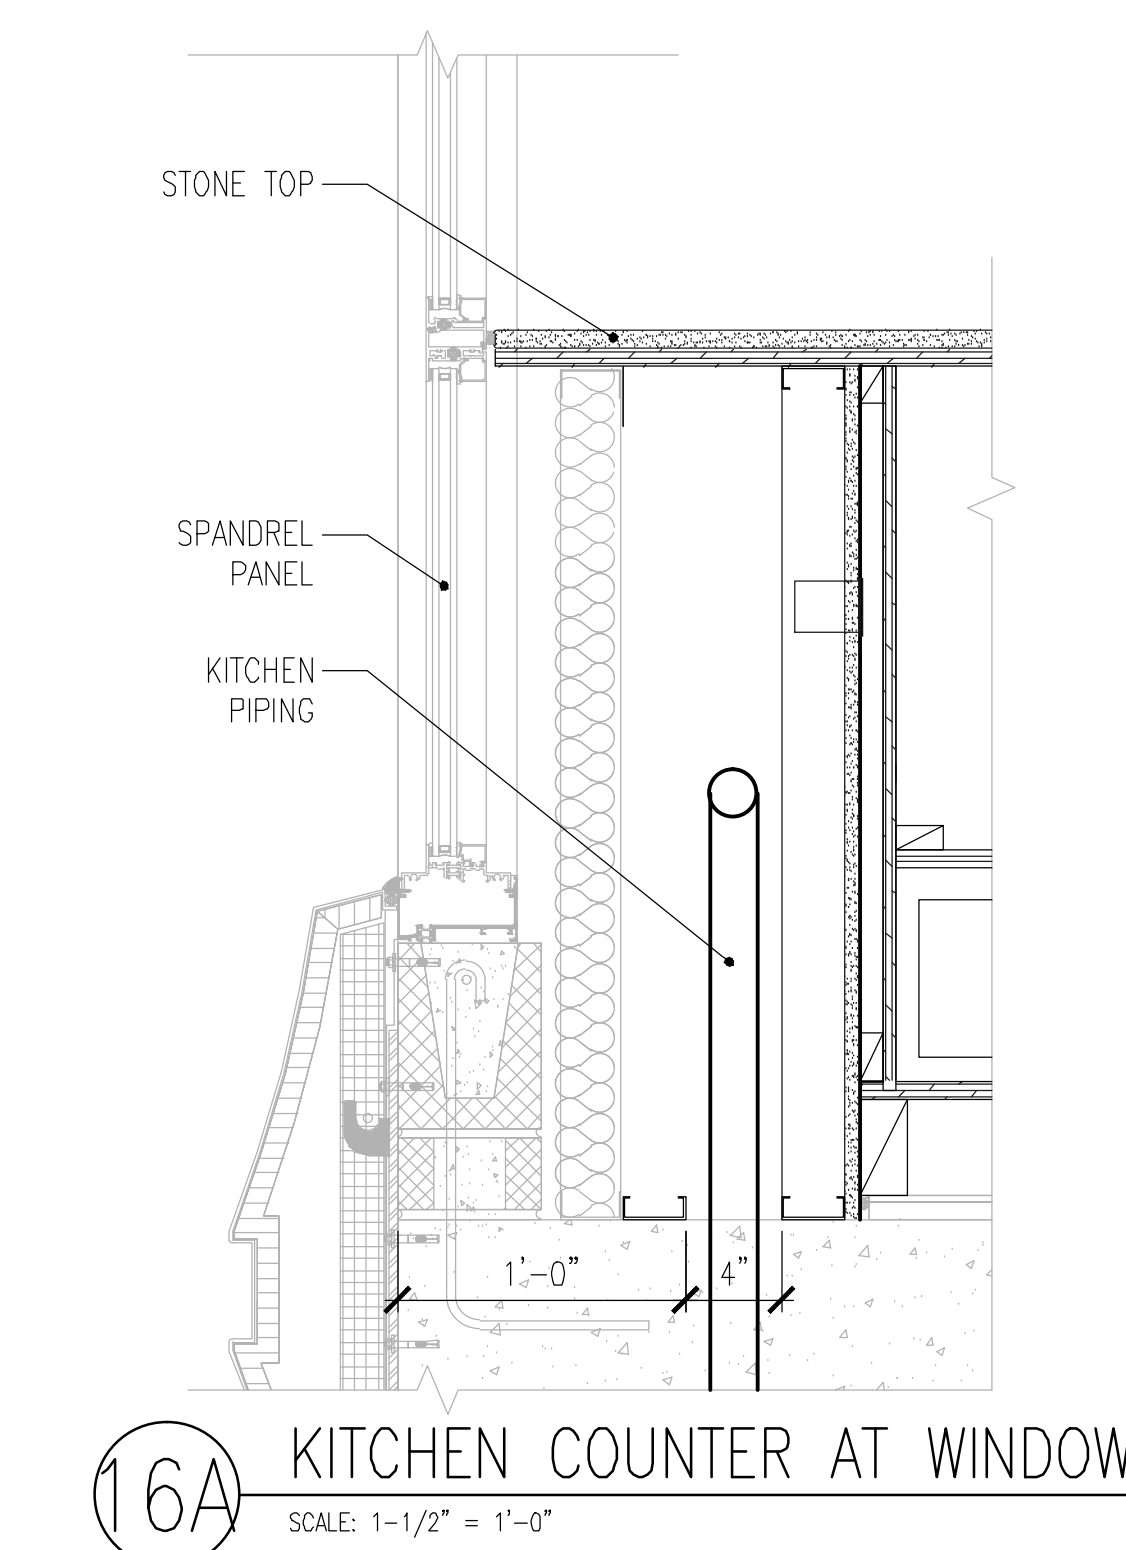 STONE TOP
SPANDREL
PANEL
KITCHEN
PIPING
1'-0"
4"
16A
KITCHEN COUNTER AT WINDOW
SCALE: 1-1/2" = 1'-0"